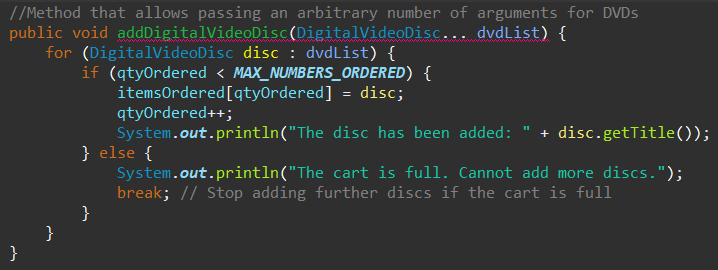 //Method that allows passing an arbitrary number of arguments for DVDs
public void addDigitalVideoDisc(DigitalVideoDisc... dvdList) {
    for (DigitalVideoDisc disc : dvdList) {
        if (qtyOrdered < MAX_NUMBERS_ORDERED) {
            itemsOrdered[qtyOrdered] = disc;
            qtyOrdered++;
            System.out.println("The disc has been added: " + disc.getTitle());
        } else {
            System.out.println("The cart is full. Cannot add more discs.");
            break; // Stop adding further discs if the cart is full
        }
    }
}